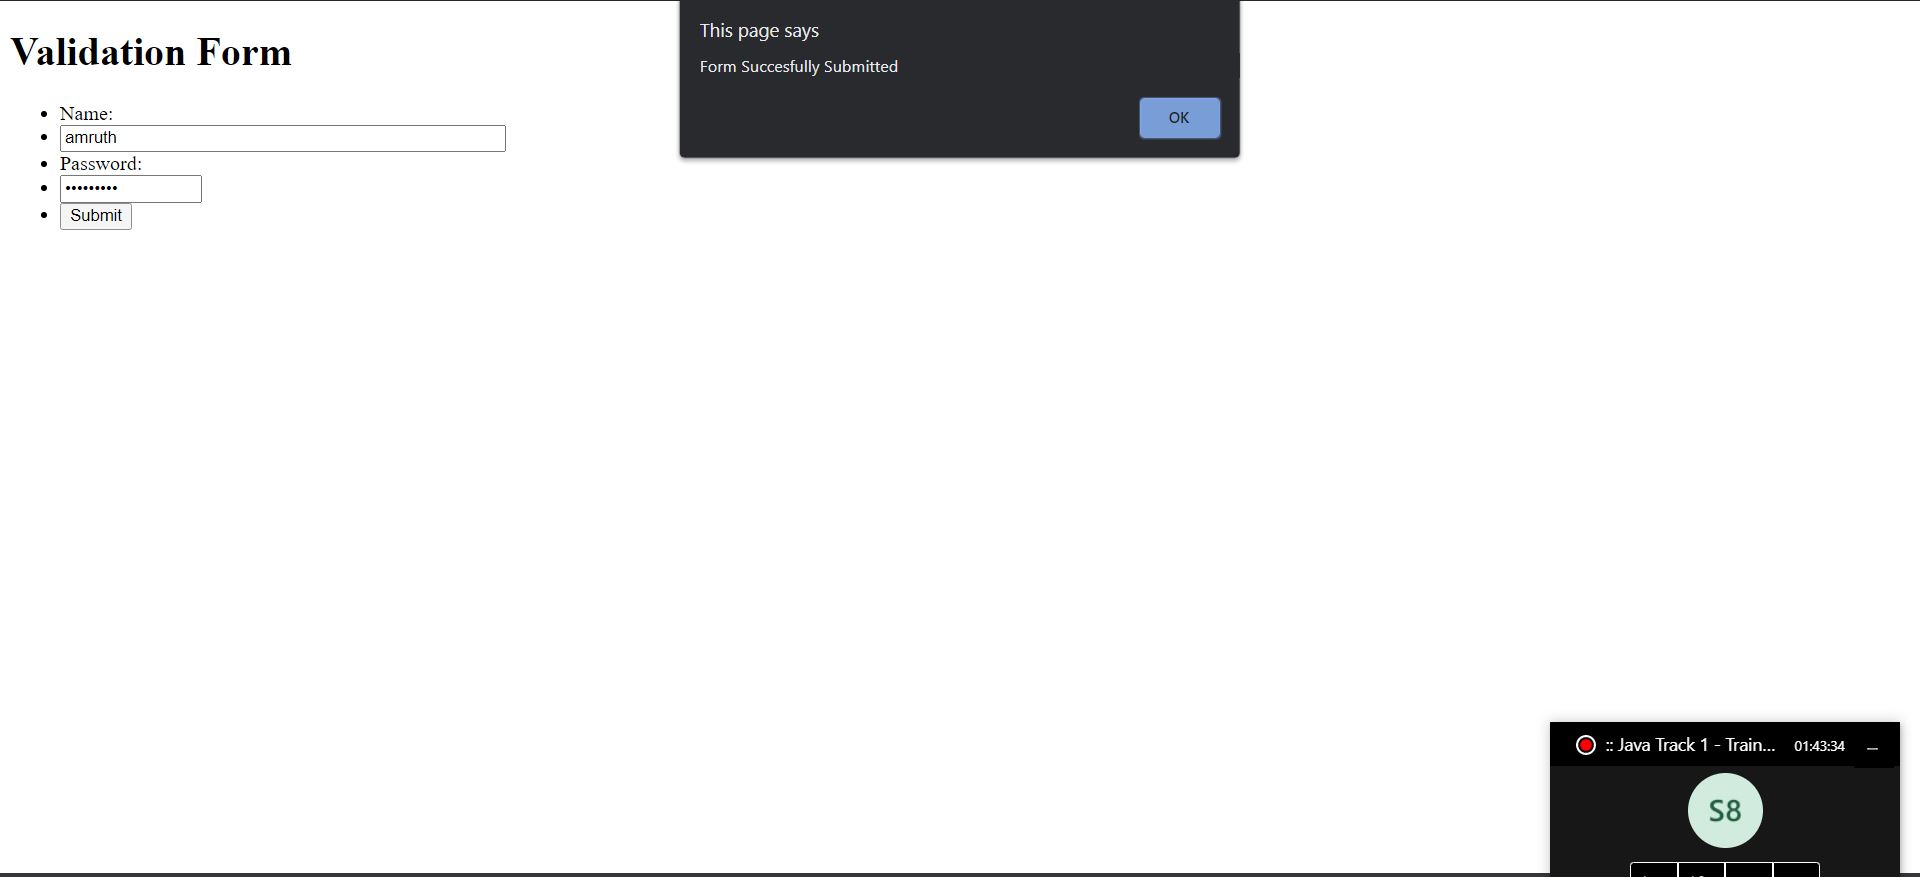 Validation Form
Name:
amruth
Password:
•••••••••
Submit
This page says
Form Succesfully Submitted
OK
:: Java Track 1 - Train... 01:43:34
S8